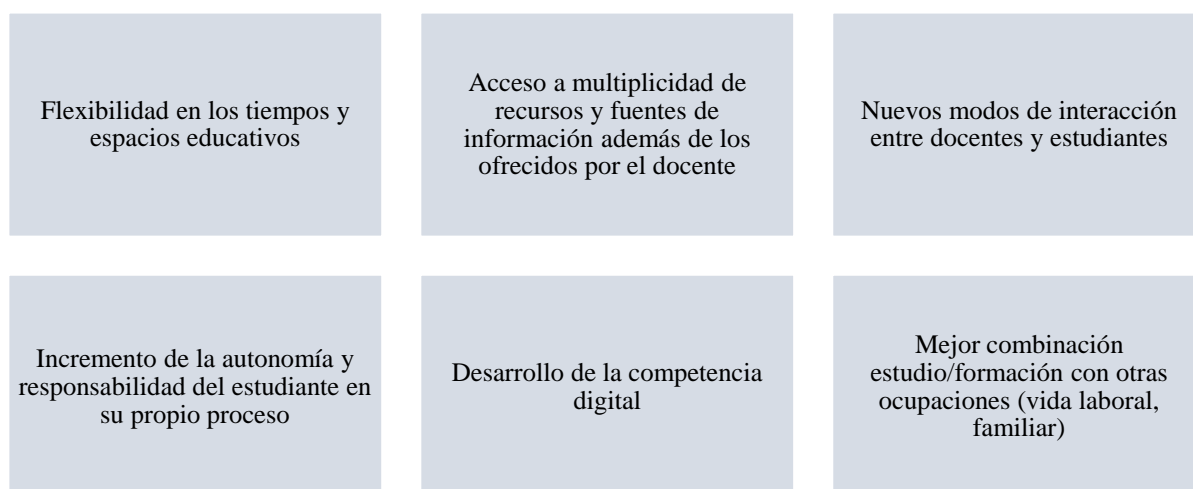 Flexibilidad en los tiempos y
espacios educativos
Acceso a multiplicidad de
recursos y fuentes de
información además de los
ofrecidos por el docente
Nuevos modos de interacción
entre docentes y estudiantes
Incremento de la autonomía y
responsabilidad del estudiante en
su propio proceso
Desarrollo de la competencia
digital
Mejor combinación
estudio/formación con otras
ocupaciones (vida laboral,
familiar)